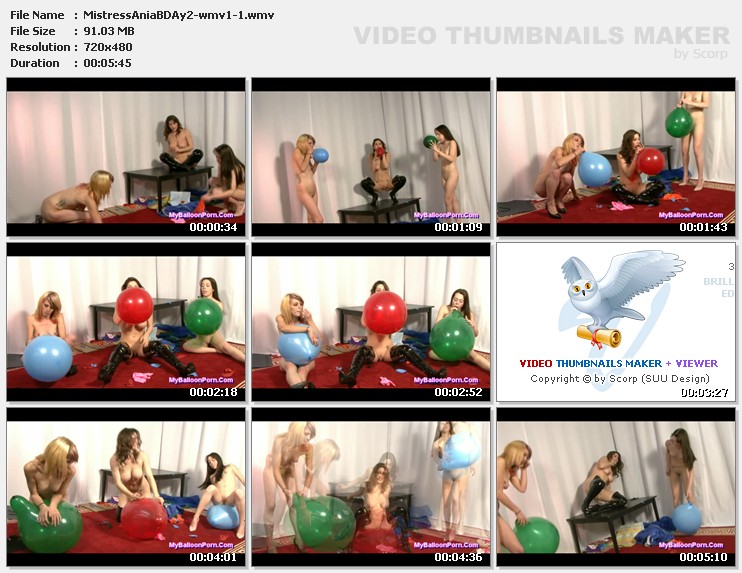 File Name : MistressAniaBDAy2-wmv1-1.wmv
File Size : 91.03 MB
Resolution : 720x480
Duration : 00:05:45
VIDEO THUMBNAILS MAKER
by Scorp
MyBalloonPorn.Com
00:00:34
MyBalloonPorn.Com
00:01:09
MyBalloonPorn.Com
00:01:43
MyBalloonPorn.Com
00:02:18
MyBalloonPorn.Com
00:02:52
3
BRILL
ED
VIDEO THUMBNAILS MAKER + VIEWER
Copyright © by Scorp (SUU Design)
00:03:27
MyBalloonPorn.Com
00:04:01
MyBalloonPorn.Com
00:04:36
MyBalloonPorn.Com
00:05:10